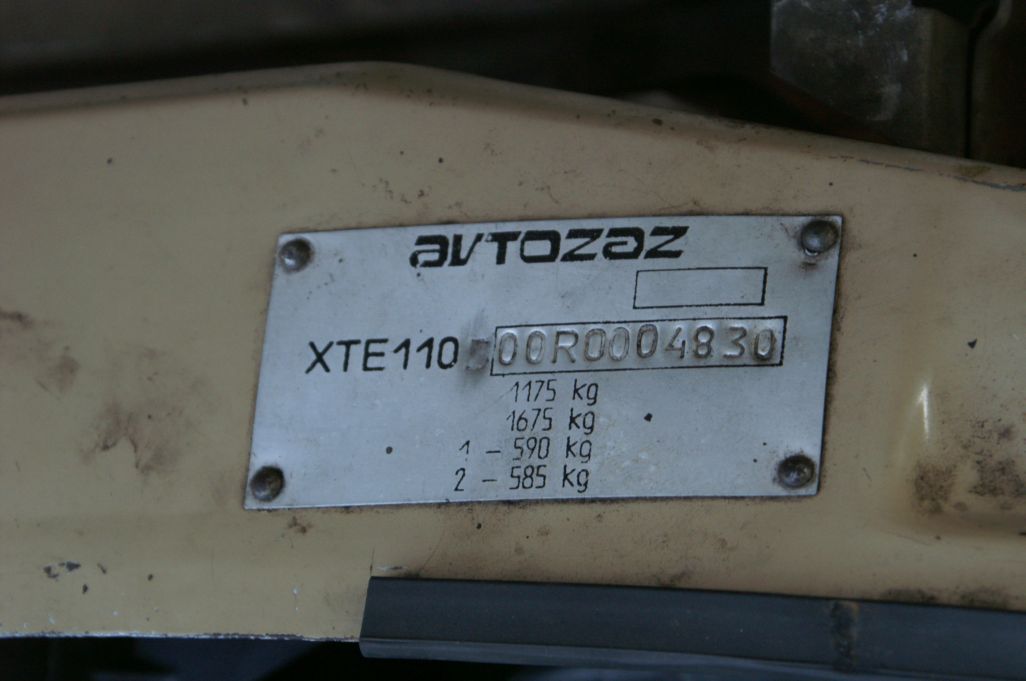 avtozaz
XTE110 00R0004830
1175 kg
1675 kg
1 – 590 kg
2 – 585 kg